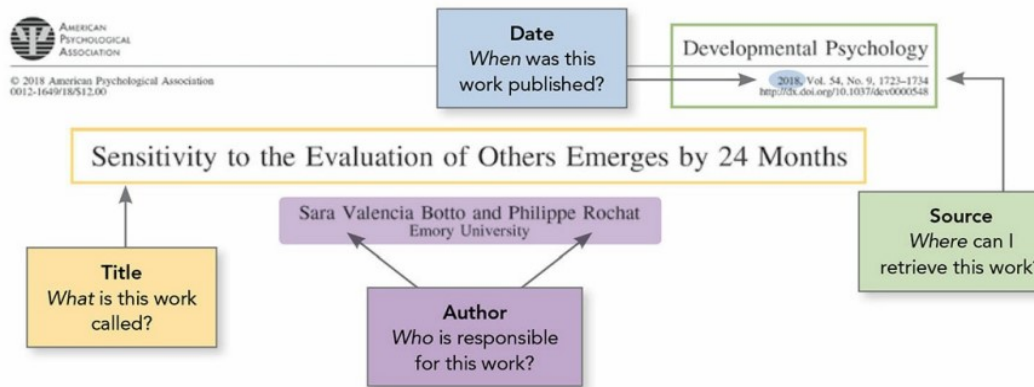 AMERICAN
PSYCHOLOGICAL
ASSOCIATION
© 2018 American Psychological Association
0012-1649/18/$12.00
Date
When was this
work published?
Developmental Psychology
2018, Vol. 54, No. 9, 1723–1734
http://dx.doi.org/10.1037/dev0000548
Sensitivity to the Evaluation of Others Emerges by 24 Months
Sara Valencia Botto and Philippe Rochat
Emory University
Title
What is this work
called?
Author
Who is responsible
for this work?
Source
Where can I
retrieve this work?